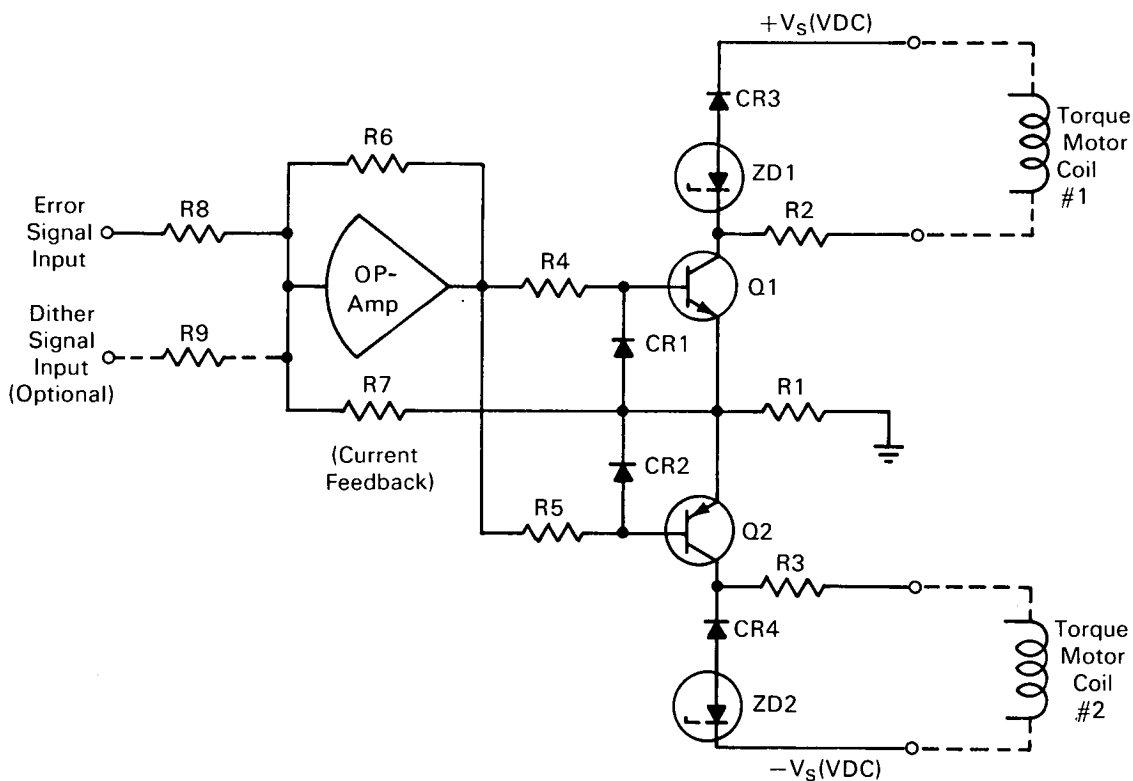 +VS(VDC)
CR3
R6
ZD1
Torque
Motor
Coil
#1
Error
Signal
Input
R8
R2
OP-
Amp
R4
Q1
Dither
Signal
Input
(Optional)
R9
CR1
R7
R1
(Current
Feedback)
CR2
R5
Q2
R3
CR4
Torque
Motor
Coil
#2
ZD2
−VS(VDC)